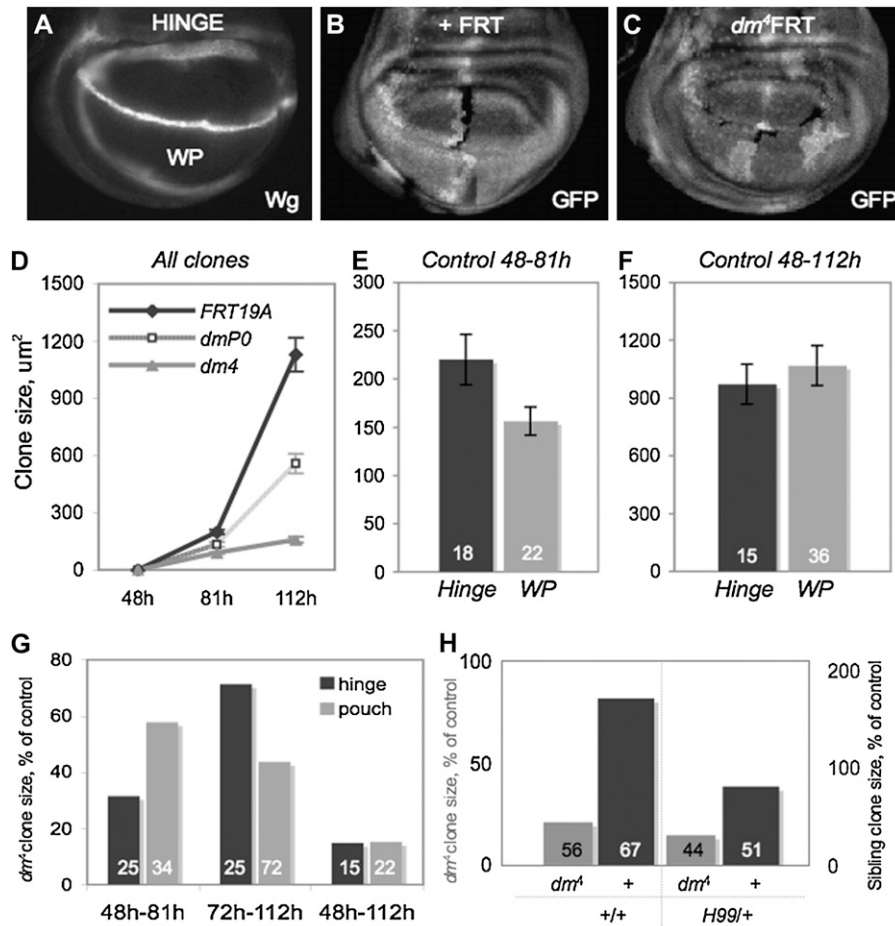 A
HINGE
WP
Wg
B
+ FRT
GFP
C
dm⁴FRT
GFP
D
All clones
Clone size, um²
1500
1200
900
600
300
0
FRT19A
dmP0
dm4
48h
81h
112h
E
Control 48-81h
300
250
200
150
100
50
0
18
22
Hinge
WP
F
Control 48-112h
1500
1200
900
600
300
0
15
36
Hinge
WP
G
dm⁴ clone size, % of control
80
60
40
20
0
hinge
pouch
25
34
25
72
15
22
48h-81h
72h-112h
48h-112h
H
dm⁴ clone size, % of control
100
50
0
56
67
44
51
dm⁴
+
dm⁴
+
+/+
H99/+
200
100
0
Sibling clone size, % of control